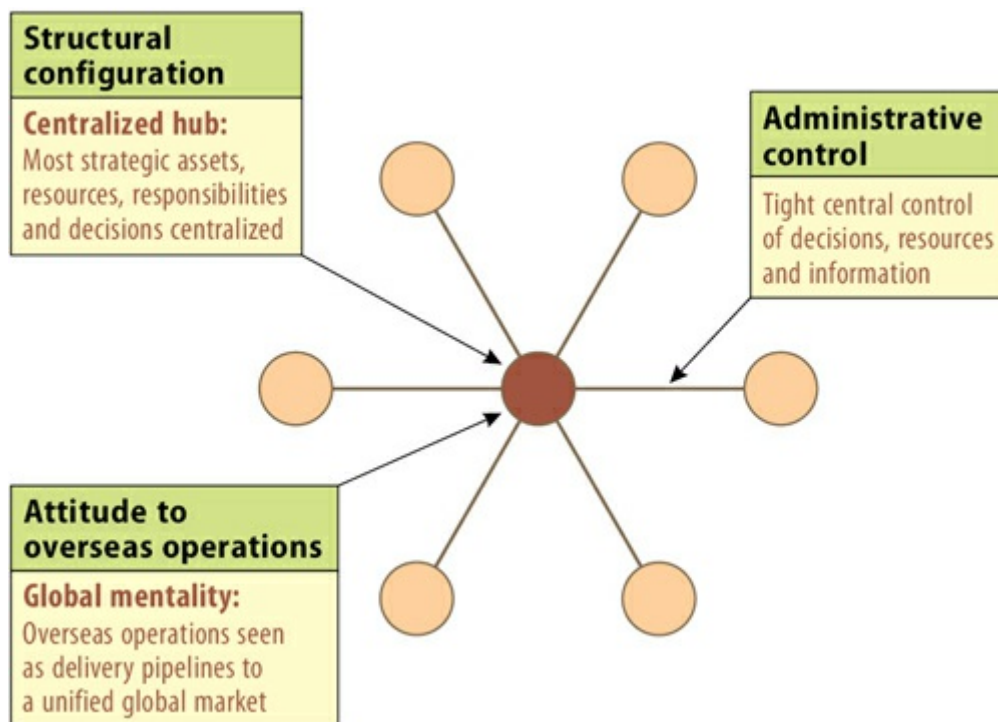 Structural
configuration
Centralized hub:
Most strategic assets,
resources, responsibilities
and decisions centralized
Administrative
control
Tight central control
of decisions, resources
and information
Attitude to
overseas operations
Global mentality:
Overseas operations seen
as delivery pipelines to
a unified global market